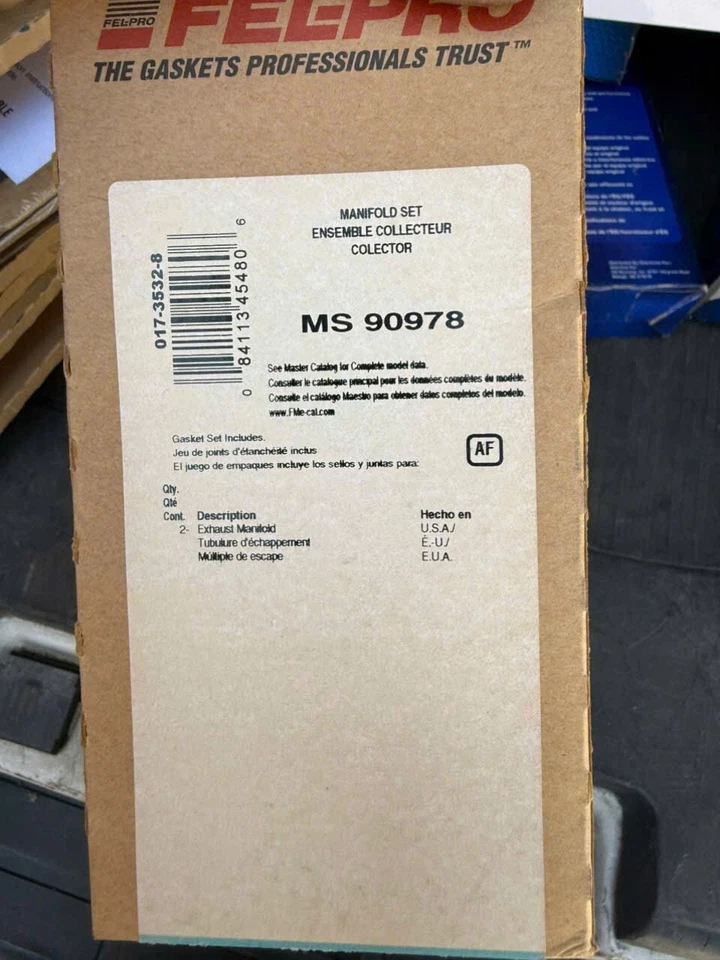 FEL-PRO
FEL-PRO
THE GASKETS PROFESSIONALS TRUST™
MANIFOLD SET
ENSEMBLE COLLECTEUR
COLECTOR
017-3532-8
0 84113 45480 6
MS 90978
See Master Catalog for Complete model data.
Consulter le catalogue principal pour les données complètes du modèle.
Consulte el catálogo Maestro para obtener datos completos del modelo.
www.FMe-cat.com
Gasket Set Includes.
Jeu de joints d'étanchéité inclus
El juego de empaques incluye los sellos y juntas para:
AF
Qty.
Qté
Cont. Description Hecho en
2- Exhaust Manifold U.S.A./
Tubulure d'échappement É.-U./
Múltiple de escape E.U.A.